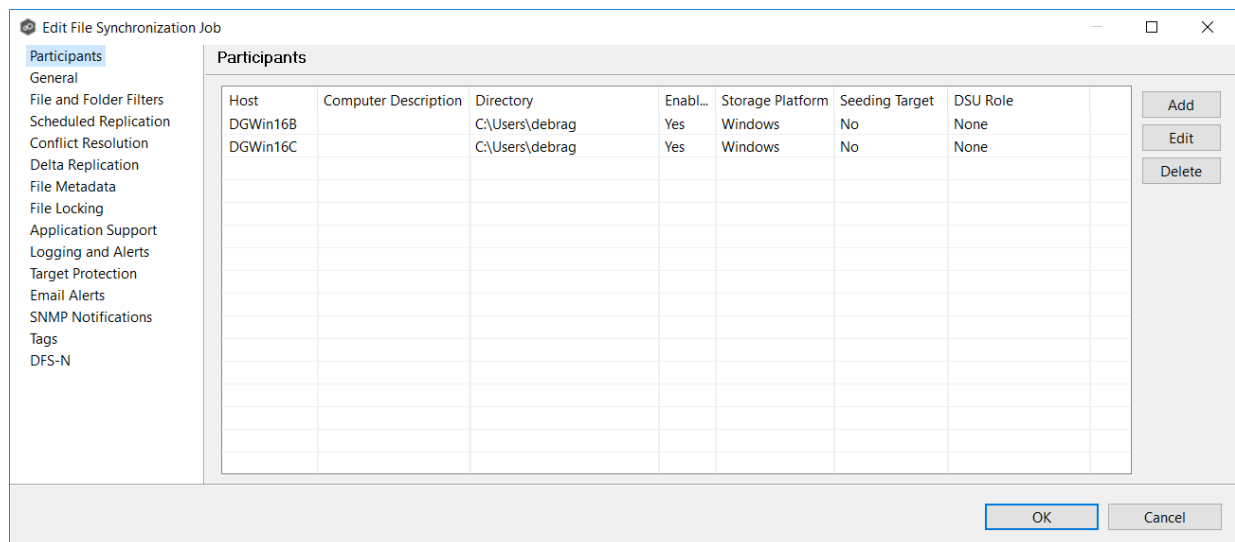 Edit File Synchronization Job
Participants
General
File and Folder Filters
Scheduled Replication
Conflict Resolution
Delta Replication
File Metadata
File Locking
Application Support
Logging and Alerts
Target Protection
Email Alerts
SNMP Notifications
Tags
DFS-N
Participants
Host Computer Description Directory Enabl... Storage Platform Seeding Target DSU Role
DGWin16B C:\Users\debrag Yes Windows No None
DGWin16C C:\Users\debrag Yes Windows No None
Add
Edit
Delete
OK Cancel